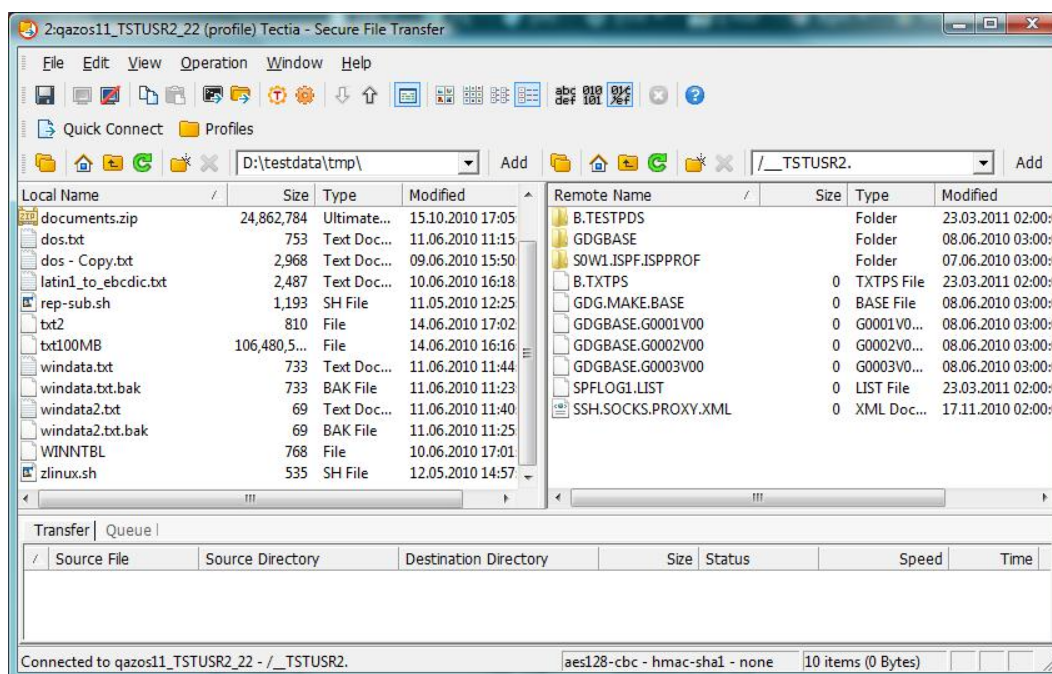 2:qazos11_TSTUSR2_22 (profile) Tectia - Secure File Transfer
File Edit View Operation Window Help
abc def 010 101
Quick Connect Profiles
D:\testdata\tmp\ Add /__TSTUSR2. Add
Local Name / Size Type Modified Remote Name / Size Type Modified
documents.zip 24,862,784 Ultimate... 15.10.2010 17:05: B.TESTPDS Folder 23.03.2011 02:00:
dos.txt 753 Text Doc... 11.06.2010 11:15: GDGBASE Folder 08.06.2010 03:00:
dos - Copy.txt 2,968 Text Doc... 09.06.2010 15:50: S0W1.ISPF.ISPPROF Folder 07.06.2010 03:00:
latin1_to_ebcdic.txt 2,487 Text Doc... 10.06.2010 16:18: B.TXTPS 0 TXTPS File 23.03.2011 02:00:
rep-sub.sh 1,193 SH File 11.05.2010 12:25: GDG.MAKE.BASE 0 BASE File 08.06.2010 03:00:
txt2 810 File 14.06.2010 17:02: GDGBASE.G0001V00 0 G0001V0... 08.06.2010 03:00:
txt100MB 106,480,5... File 14.06.2010 16:16: GDGBASE.G0002V00 0 G0002V0... 08.06.2010 03:00:
windata.txt 733 Text Doc... 11.06.2010 11:44: GDGBASE.G0003V00 0 G0003V0... 08.06.2010 03:00:
windata.txt.bak 733 BAK File 11.06.2010 11:23: SPFLOG1.LIST 0 LIST File 23.03.2011 02:00:
windata2.txt 69 Text Doc... 11.06.2010 11:40: SSH.SOCKS.PROXY.XML 0 XML Doc... 17.11.2010 02:00:
windata2.txt.bak 69 BAK File 11.06.2010 11:25:
WINNTBL 768 File 10.06.2010 17:01:
zlinux.sh 535 SH File 12.05.2010 14:57:
Transfer Queue
/ Source File Source Directory Destination Directory Size Status Speed Time
Connected to qazos11_TSTUSR2_22 - /__TSTUSR2. aes128-cbc - hmac-sha1 - none 10 items (0 Bytes)